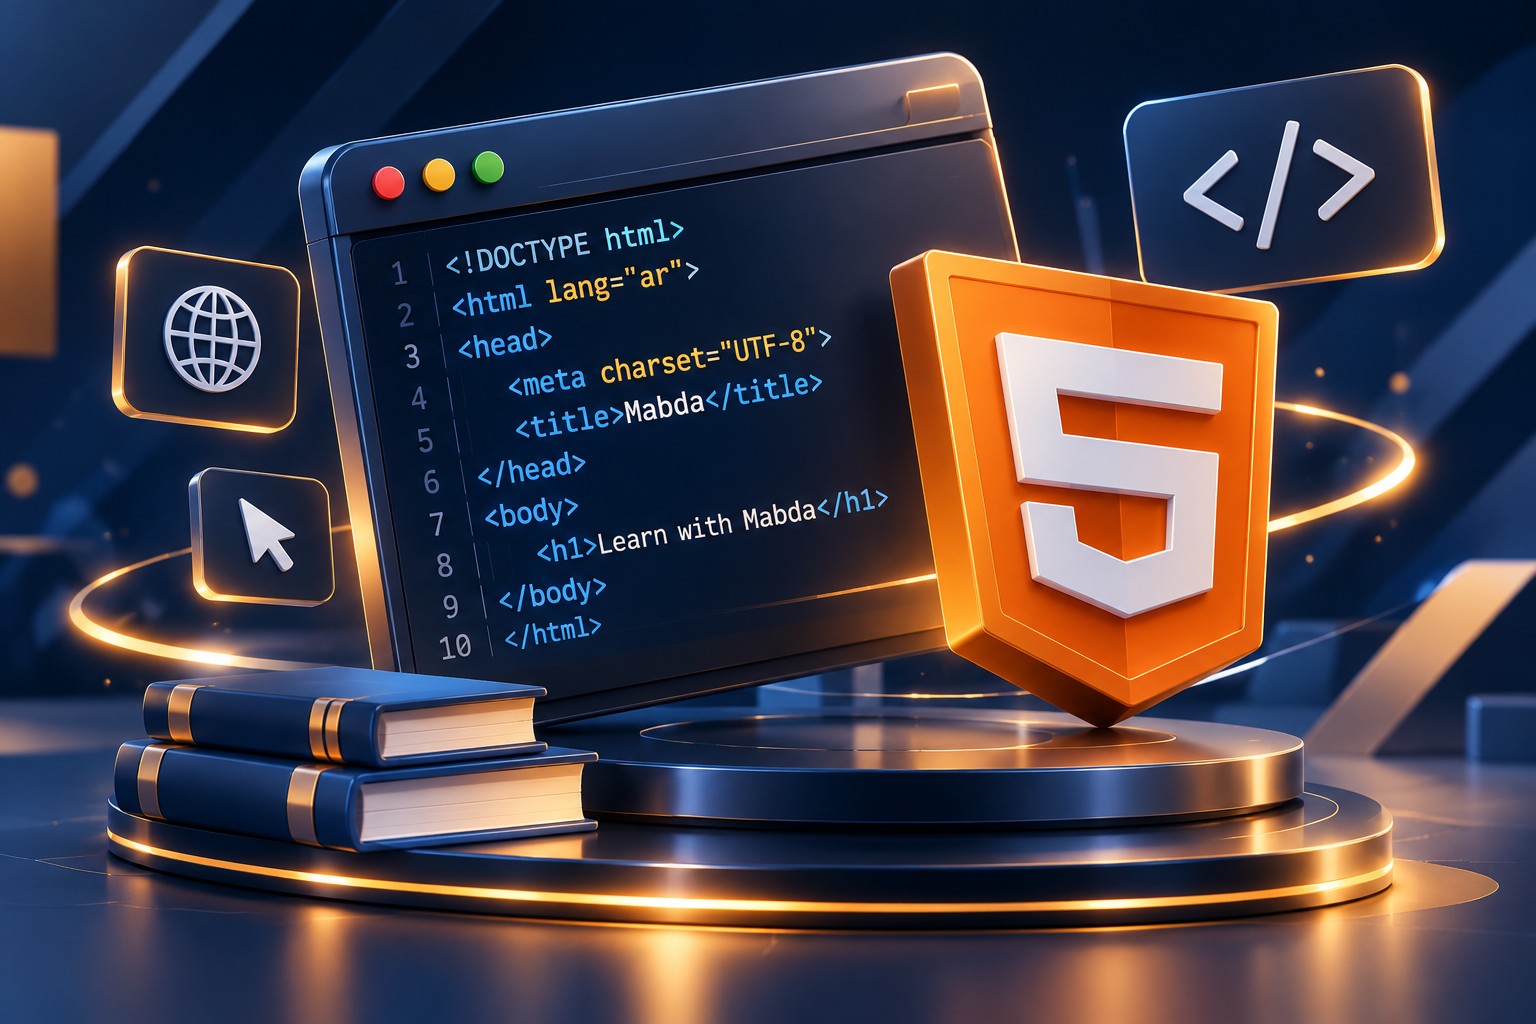 1 <!DOCTYPE html>
2 <html lang="ar">
3 <head>
4 <meta charset="UTF-8">
5 <title>Mabda</title>
6 </head>
7 <body>
8 <h1>Learn with Mabda</h1>
9 </body>
10 </html>
</>
5